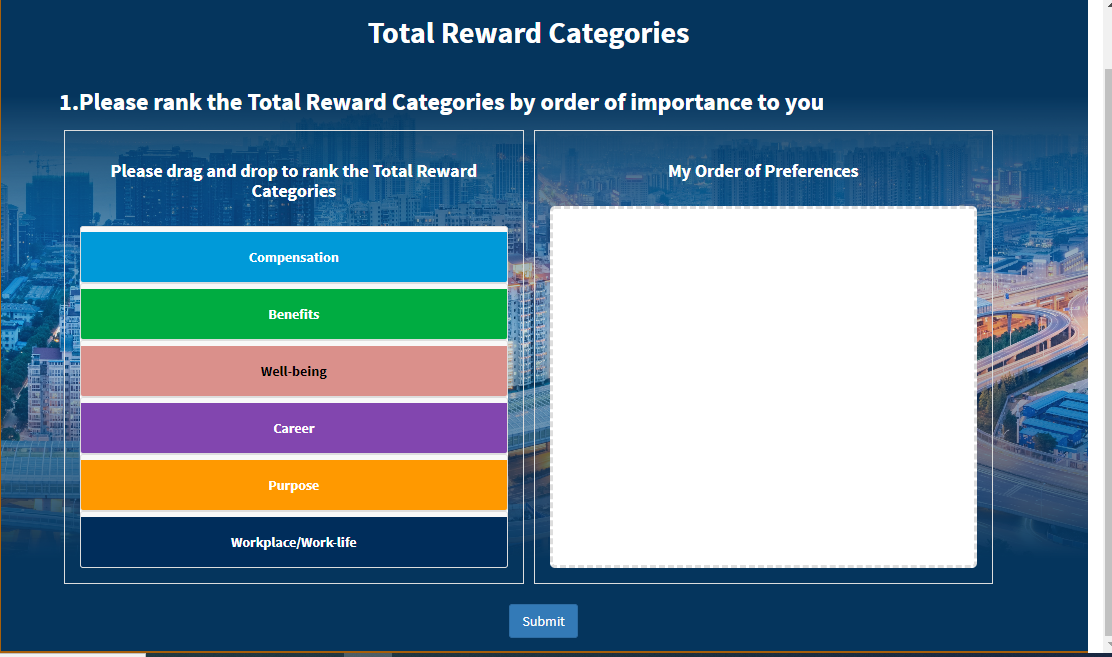 Total Reward Categories
1.Please rank the Total Reward Categories by order of importance to you
Please drag and drop to rank the Total Reward
Categories
Compensation
Benefits
Well-being
Career
Purpose
Workplace/Work-life
My Order of Preferences
Submit